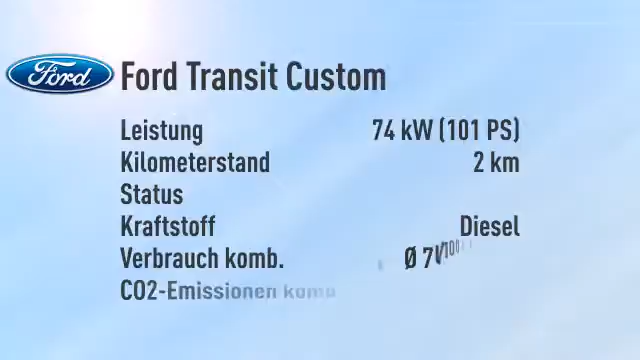 Ford
Ford Transit Custom
Leistung 74 kW (101 PS)
Kilometerstand 2 km
Status
Kraftstoff Diesel
Verbrauch komb. Ø 7
CO2-Emissionen